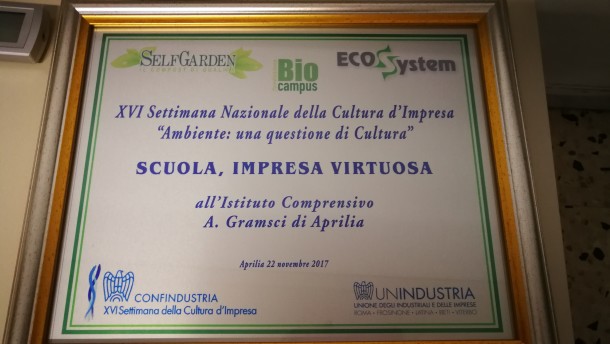 SELFGARDEN
IL COMPOST DI QUALITÀ
Bio
campus
ECOSystem
XVI Settimana Nazionale della Cultura d'Impresa
"Ambiente: una questione di Cultura"
SCUOLA, IMPRESA VIRTUOSA
all'Istituto Comprensivo
A. Gramsci di Aprilia
Aprilia 22 novembre 2017
CONFINDUSTRIA
XVI Settimana della Cultura d'Impresa
UNINDUSTRIA
UNIONE DEGLI INDUSTRIALI E DELLE IMPRESE
ROMA • FROSINONE • LATINA • RIETI • VITERBO